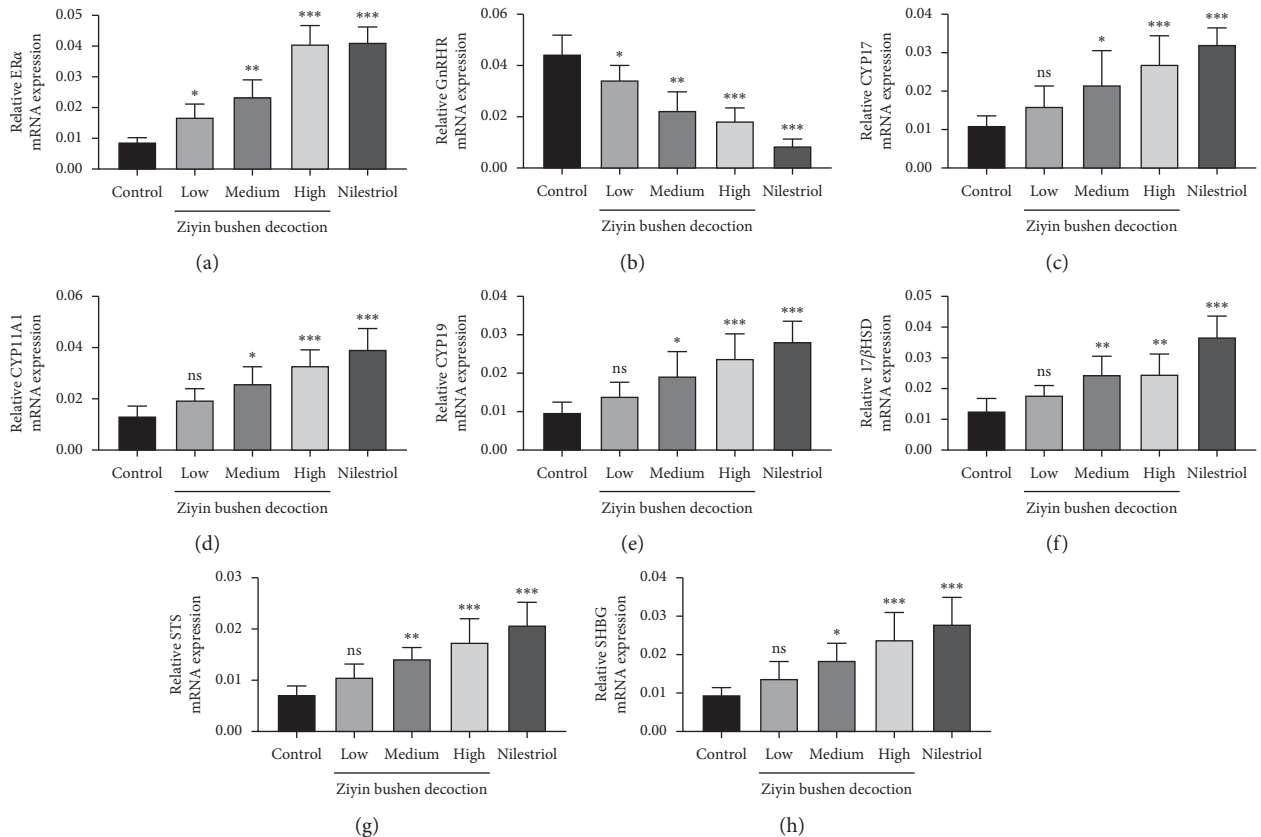 Relative ERα
mRNA expression
0.05
0.04
0.03
0.02
0.01
0.00
*
**
***
***
Control
Low
Medium
High
Nilestriol
Ziyin bushen decoction
(a)
Relative GnRHR
mRNA expression
0.06
0.04
0.02
0.00
*
**
***
***
Control
Low
Medium
High
Nilestriol
Ziyin bushen decoction
(b)
Relative CYP17
mRNA expression
0.04
0.03
0.02
0.01
0.00
ns
*
***
***
Control
Low
Medium
High
Nilestriol
Ziyin bushen decoction
(c)
Relative CYP11A1
mRNA expression
0.06
0.04
0.02
0.00
ns
*
***
***
Control
Low
Medium
High
Nilestriol
Ziyin bushen decoction
(d)
Relative CYP19
mRNA expression
0.04
0.03
0.02
0.01
0.00
ns
*
***
***
Control
Low
Medium
High
Nilestriol
Ziyin bushen decoction
(e)
Relative 17βHSD
mRNA expression
0.05
0.04
0.03
0.02
0.01
0.00
ns
**
**
***
Control
Low
Medium
High
Nilestriol
Ziyin bushen decoction
(f)
Relative STS
mRNA expression
0.03
0.02
0.01
0.00
ns
**
***
***
Control
Low
Medium
High
Nilestriol
Ziyin bushen decoction
(g)
Relative SHBG
mRNA expression
0.04
0.03
0.02
0.01
0.00
ns
*
***
***
Control
Low
Medium
High
Nilestriol
Ziyin bushen decoction
(h)